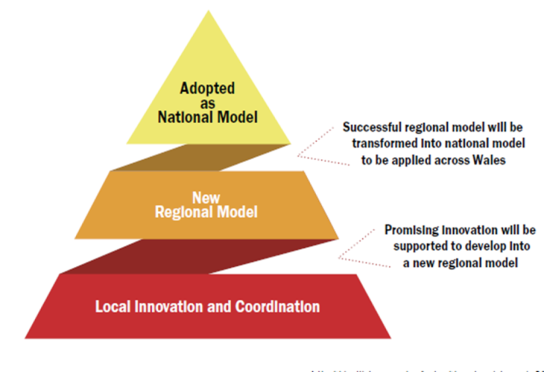 Adopted
as
National Model
Successful regional model will be
transformed into national model
to be applied across Wales
New
Regional Model
Promising innovation will be
supported to develop into
a new regional model
Local Innovation and Coordination